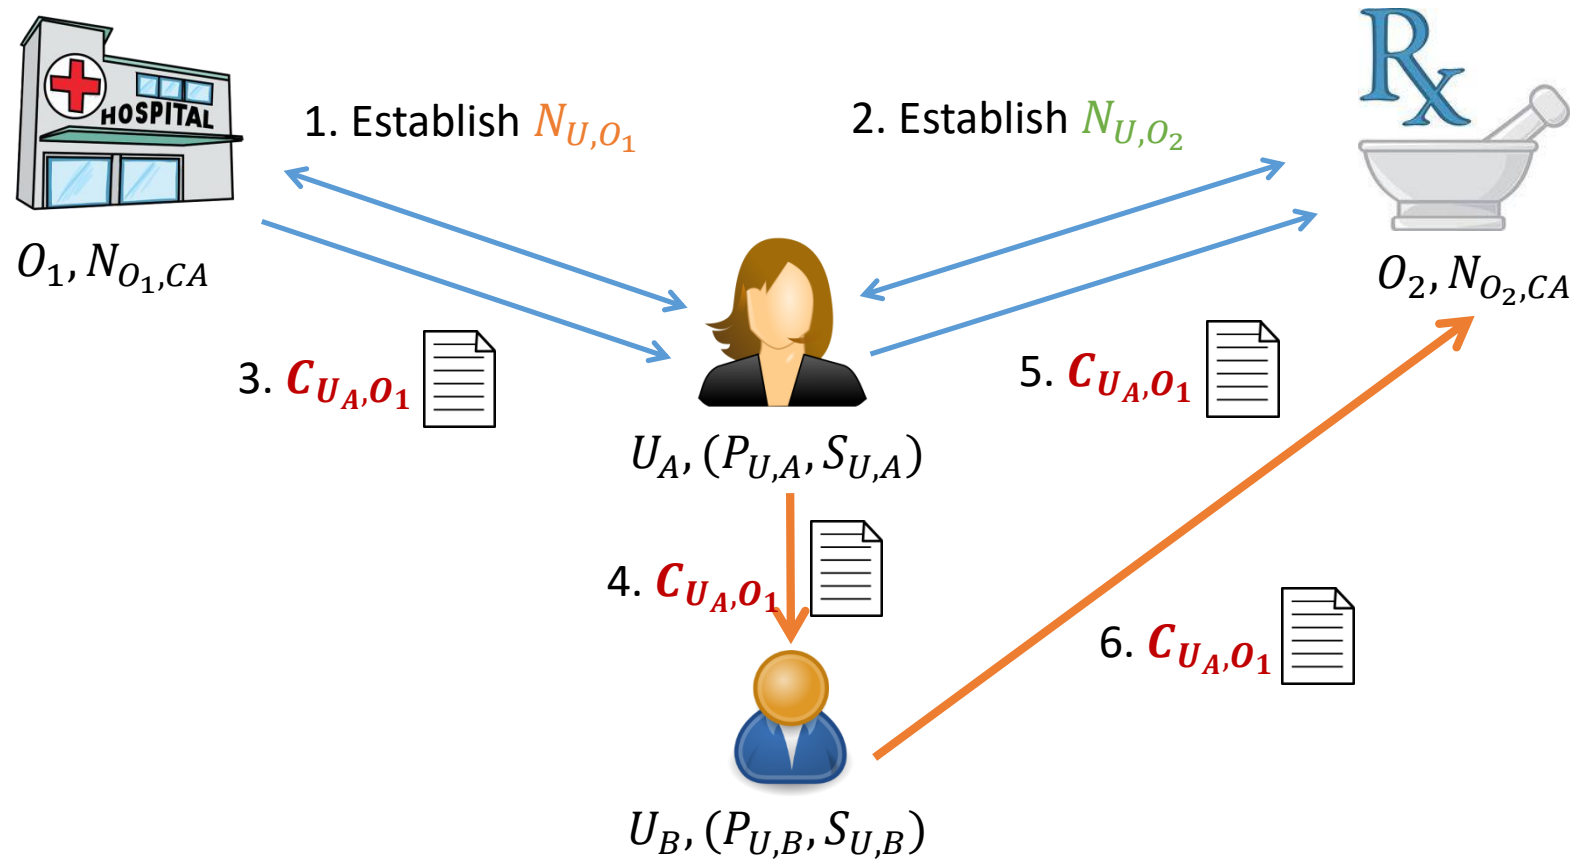 Rx
HOSPITAL
1. Establish N_{U,O_1}
2. Establish N_{U,O_2}
O_1, N_{O_1,CA}
O_2, N_{O_2,CA}
3. C_{U_A,O_1}
5. C_{U_A,O_1}
U_A, (P_{U,A}, S_{U,A})
4. C_{U_A,O_1}
6. C_{U_A,O_1}
U_B, (P_{U,B}, S_{U,B})